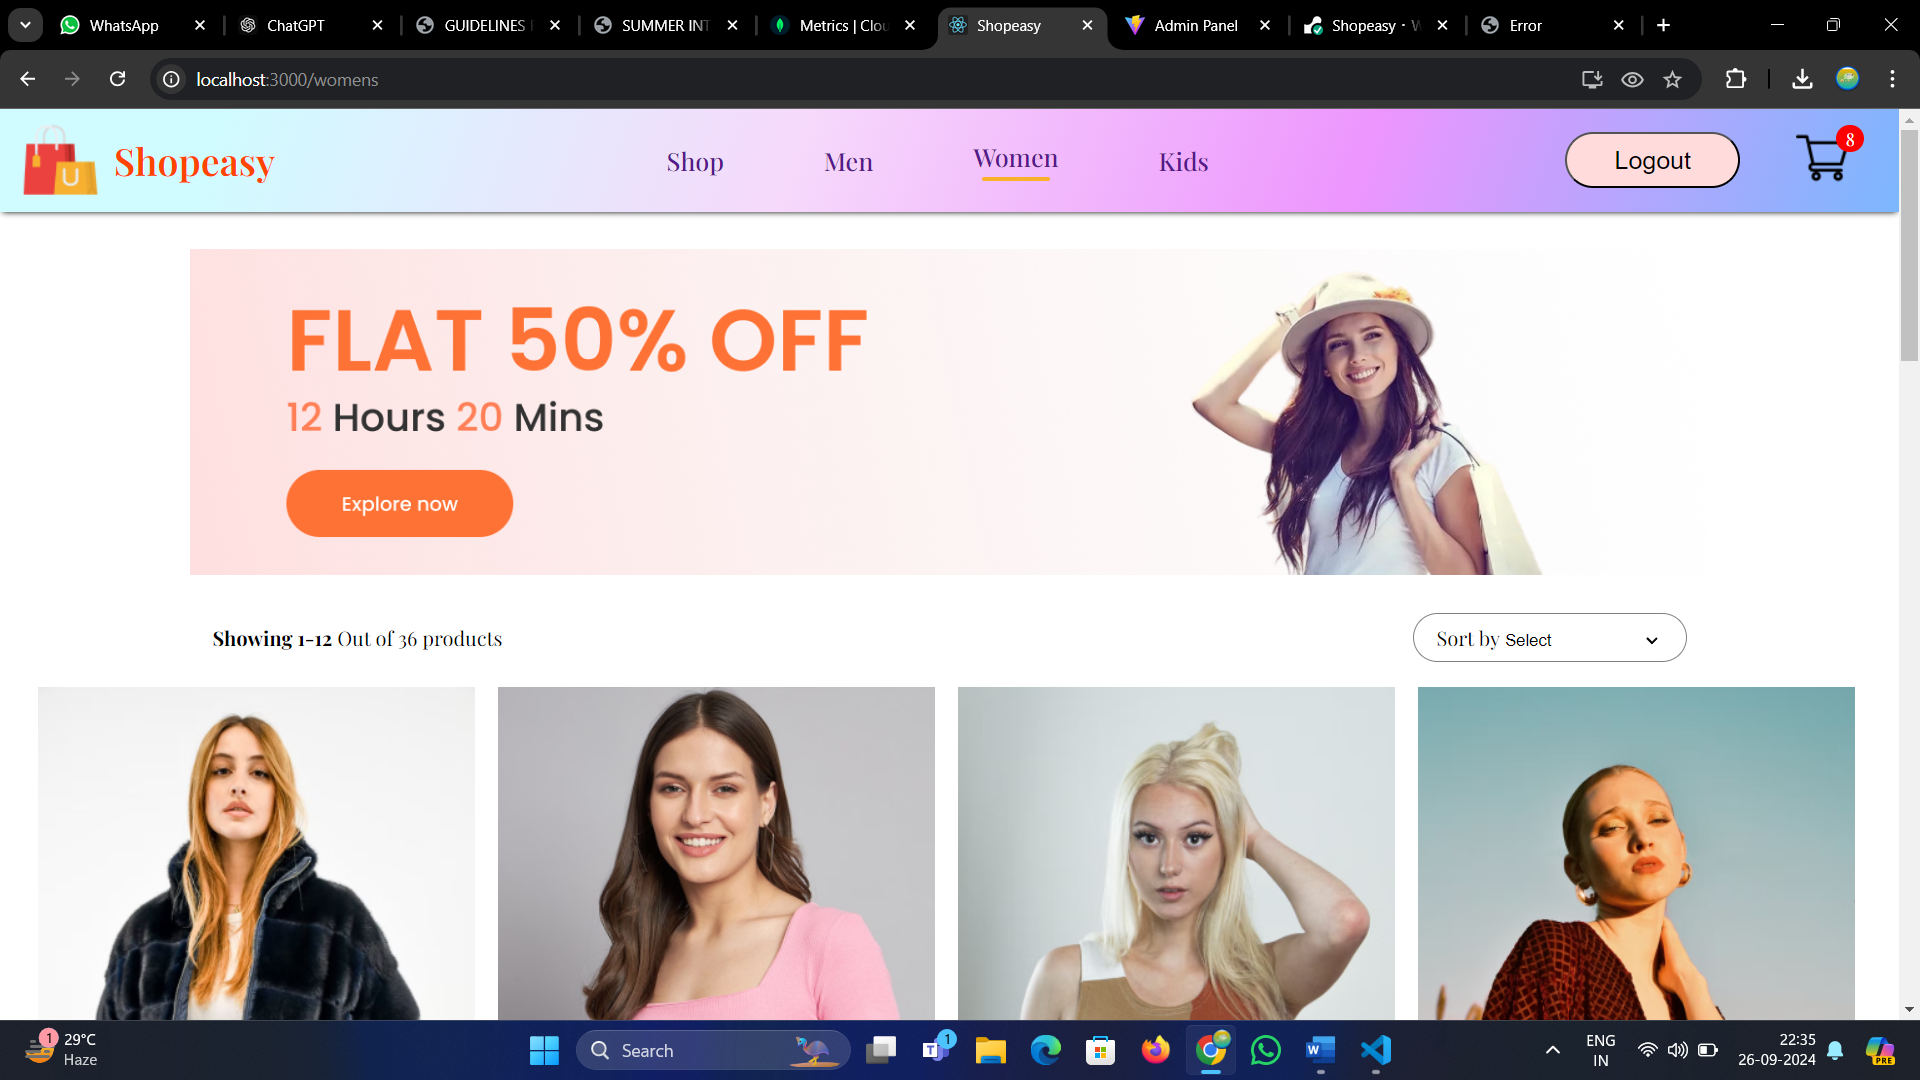 WhatsApp
ChatGPT
GUIDELINES
SUMMER INT
Metrics | Clou
Shopeasy
Admin Panel
Shopeasy · W
Error
localhost:3000/womens
Shopeasy
Shop
Men
Women
Kids
Logout
8
FLAT 50% OFF
12 Hours 20 Mins
Explore now
Showing 1-12 Out of 36 products
Sort by Select
1
29°C
Haze
Search
1
ENG
IN
22:35
26-09-2024
PRE